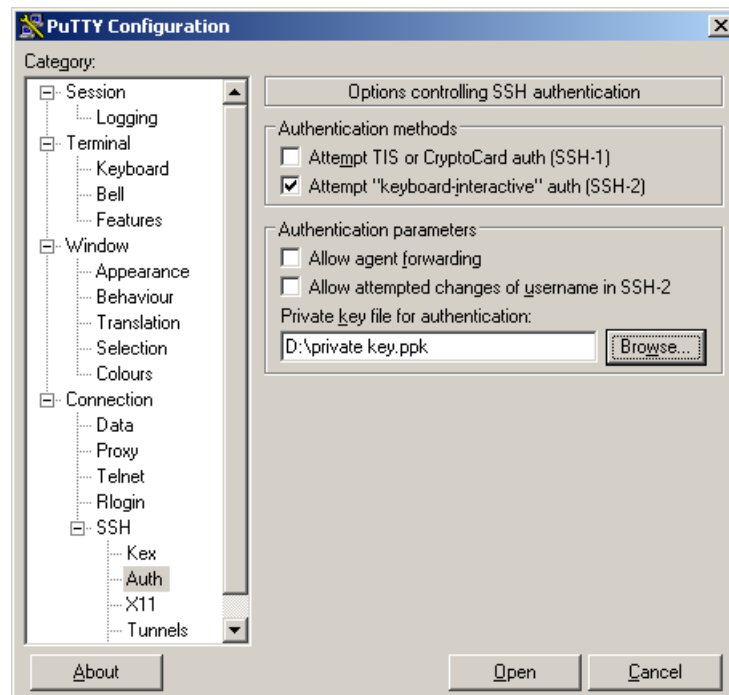 PuTTY Configuration
Category:
Session
Logging
Terminal
Keyboard
Bell
Features
Window
Appearance
Behaviour
Translation
Selection
Colours
Connection
Data
Proxy
Telnet
Rlogin
SSH
Kex
Auth
X11
Tunnels
Options controlling SSH authentication
Authentication methods
Attempt TIS or CryptoCard auth (SSH-1)
Attempt "keyboard-interactive" auth (SSH-2)
Authentication parameters
Allow agent forwarding
Allow attempted changes of username in SSH-2
Private key file for authentication:
D:\private key.ppk
Browse...
About
Open
Cancel